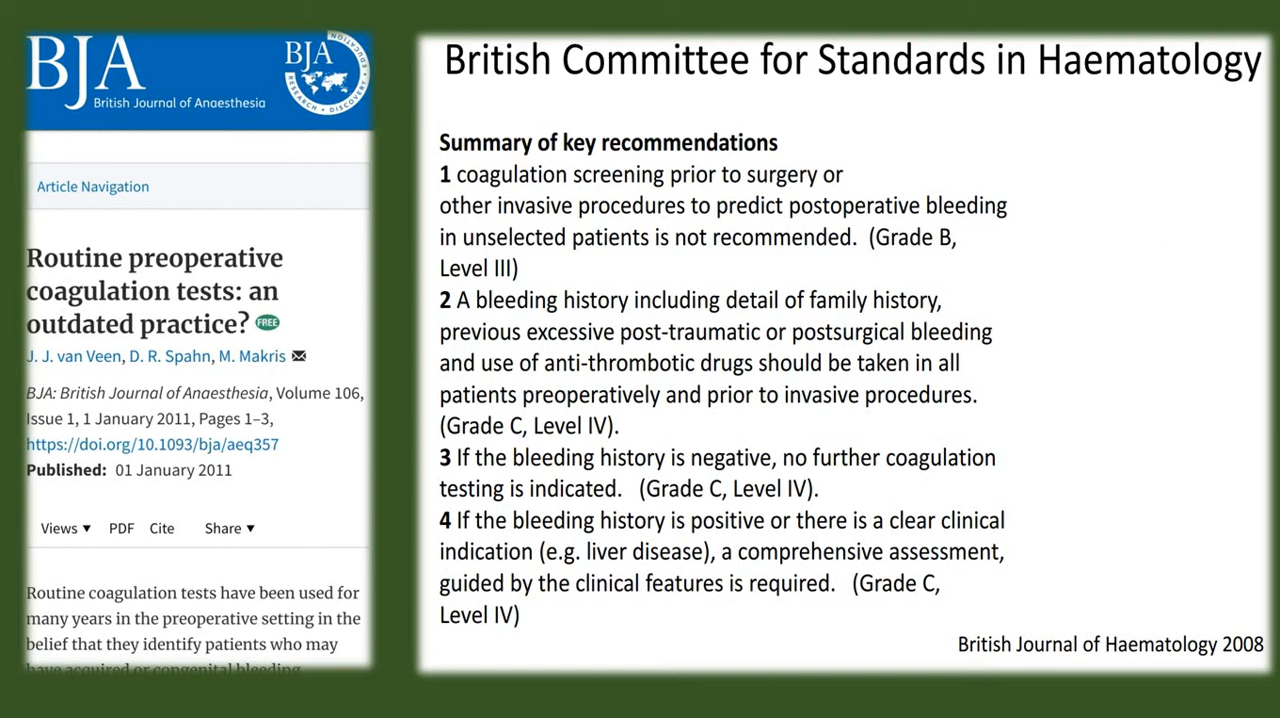 BJA
British Journal of Anaesthesia
BJA
EDUCATION
RESEARCH • DISCOVERY
Article Navigation
Routine preoperative
coagulation tests: an
outdated practice? FREE
J. J. van Veen, D. R. Spahn, M. Makris
BJA: British Journal of Anaesthesia, Volume 106,
Issue 1, 1 January 2011, Pages 1–3,
https://doi.org/10.1093/bja/aeq357
Published: 01 January 2011
Views ▼ PDF Cite Share ▼
Routine coagulation tests have been used for
many years in the preoperative setting in the
belief that they identify patients who may
have acquired or congenital bleeding
British Committee for Standards in Haematology
Summary of key recommendations
1 coagulation screening prior to surgery or
other invasive procedures to predict postoperative bleeding
in unselected patients is not recommended. (Grade B,
Level III)
2 A bleeding history including detail of family history,
previous excessive post-traumatic or postsurgical bleeding
and use of anti-thrombotic drugs should be taken in all
patients preoperatively and prior to invasive procedures.
(Grade C, Level IV).
3 If the bleeding history is negative, no further coagulation
testing is indicated. (Grade C, Level IV).
4 If the bleeding history is positive or there is a clear clinical
indication (e.g. liver disease), a comprehensive assessment,
guided by the clinical features is required. (Grade C,
Level IV)
British Journal of Haematology 2008